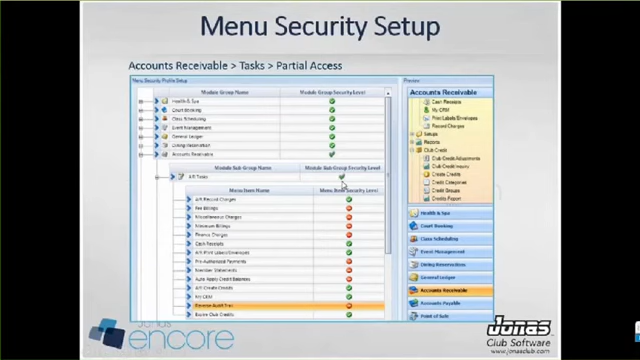 Menu Security Setup
Accounts Receivable > Tasks > Partial Access
Menu Security Profile Setup
Module Group Name Module Group Security Level
Health & Spa
Court Booking
Class Scheduling
Event Management
General Ledger
Dining Reservation
Accounts Receivable
Module Sub Group Name Module Sub Group Security Level
A/R Tasks
Menu Item Name Menu Item Security Level
A/R Record Charges
Fee Billings
Miscellaneous Charges
Minimum Billings
Finance Charges
Cash Receipts
A/R Print Labels/Envelopes
Pre-Authorized Payments
Member Statements
Auto Apply Credit Balances
A/R Create Credits
My CRM
Reverse Audit Trail
Expire Club Credits
Preview
Accounts Receivable
Cash Receipts
My CRM
Print Labels/Envelopes
Record Charges
Setups
Reports
Club Credit
Club Credit Adjustments
Club Credit Inquiry
Create Credits
Credit Categories
Credit Groups
Credits Report
Health & Spa
Court Booking
Class Scheduling
Event Management
Dining Reservations
General Ledger
Accounts Receivable
Accounts Payable
Point of Sale
Jonas
encore
Jonas
Club Software
www.jonasclub.com